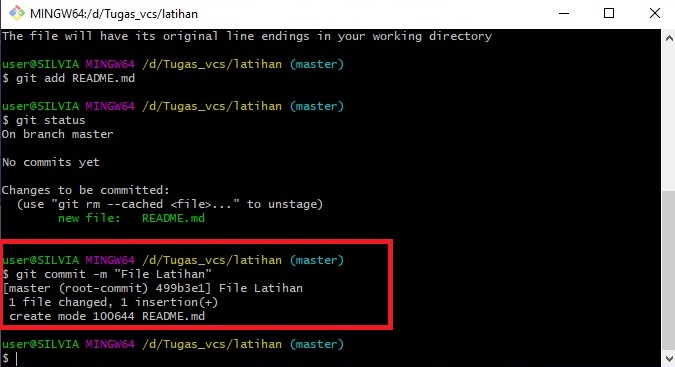 MINGW64:/d/Tugas_vcs/latihan
The file will have its original line endings in your working directory
user@SILVIA MINGW64 /d/Tugas_vcs/latihan (master)
$ git add README.md
user@SILVIA MINGW64 /d/Tugas_vcs/latihan (master)
$ git status
On branch master
No commits yet
Changes to be committed:
  (use "git rm --cached <file>..." to unstage)
        new file:   README.md
user@SILVIA MINGW64 /d/Tugas_vcs/latihan (master)
$ git commit -m "File Latihan"
[master (root-commit) 499b3e1] File Latihan
 1 file changed, 1 insertion(+)
 create mode 100644 README.md
user@SILVIA MINGW64 /d/Tugas_vcs/latihan (master)
$